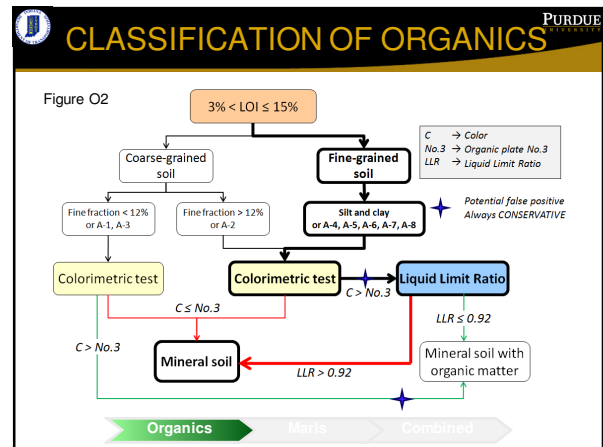 CLASSIFICATION OF ORGANICS
PURDUE
UNIVERSITY
Figure O2
3% < LOI ≤ 15%
C → Color
No.3 → Organic plate No.3
LLR → Liquid Limit Ratio
Coarse-grained
soil
Fine-grained
soil
Potential false positive
Always CONSERVATIVE
Fine fraction < 12%
or A-1, A-3
Fine fraction > 12%
or A-2
Silt and clay
or A-4, A-5, A-6, A-7, A-8
Colorimetric test
Colorimetric test
C > No.3
Liquid Limit Ratio
C ≤ No.3
LLR ≤ 0.92
C > No.3
Mineral soil
LLR > 0.92
Mineral soil with
organic matter
Organics
Marls
Combined